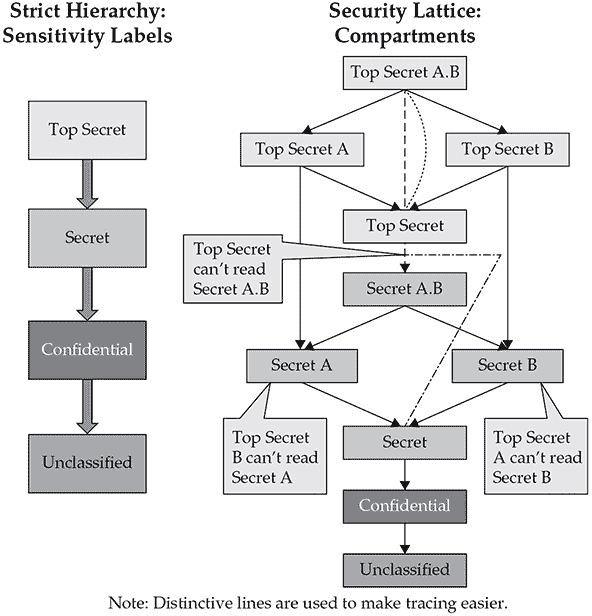 Strict Hierarchy:
Sensitivity Labels
Top Secret
Secret
Confidential
Unclassified
Security Lattice:
Compartments
Top Secret A.B
Top Secret A
Top Secret B
Top Secret
Top Secret
can't read
Secret A.B
Secret A.B
Secret A
Secret B
Top Secret
B can't read
Secret A
Secret
Top Secret
A can't read
Secret B
Confidential
Unclassified
Note: Distinctive lines are used to make tracing easier.